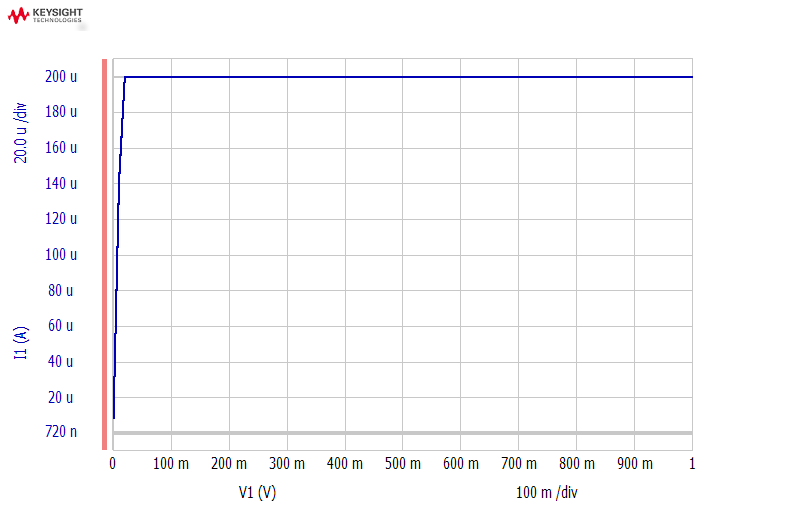 KEYSIGHT
TECHNOLOGIES
20.0 u /div
I1 (A)
200 u
180 u
160 u
140 u
120 u
100 u
80 u
60 u
40 u
20 u
720 n
0 100 m 200 m 300 m 400 m 500 m 600 m 700 m 800 m 900 m 1
V1 (V) 100 m /div